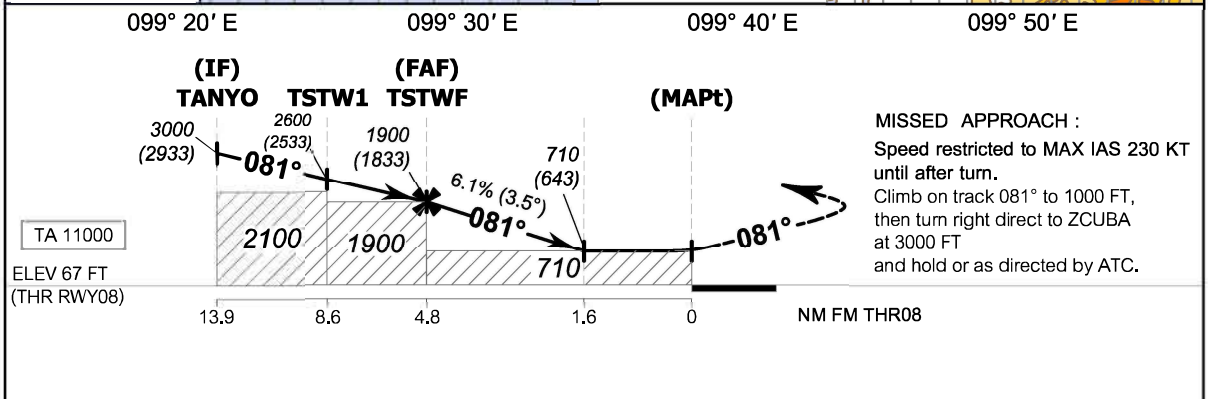 099° 20' E 099° 30' E 099° 40' E 099° 50' E
(IF) (FAF)
TANYO TSTW1 TSTWF (MAPt)
3000
(2933)
2600
(2533)
1900
(1833)
710
(643)
081°
6.1% (3.5°)
081°
081°
2100
1900
710
TA 11000
ELEV 67 FT
(THR RWY08)
13.9 8.6 4.8 1.6 0 NM FM THR08
MISSED APPROACH :
Speed restricted to MAX IAS 230 KT
until after turn.
Climb on track 081° to 1000 FT,
then turn right direct to ZCUBA
at 3000 FT
and hold or as directed by ATC.